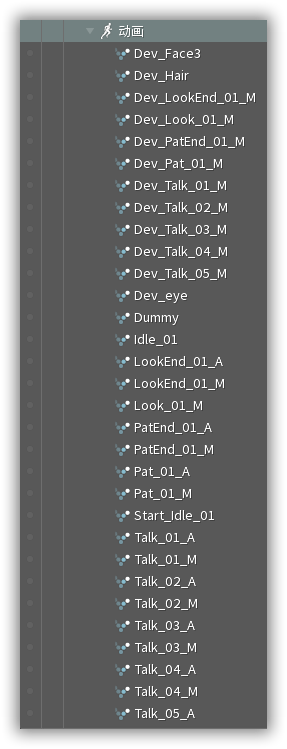 动画
Dev_Face3
Dev_Hair
Dev_LookEnd_01_M
Dev_Look_01_M
Dev_PatEnd_01_M
Dev_Pat_01_M
Dev_Talk_01_M
Dev_Talk_02_M
Dev_Talk_03_M
Dev_Talk_04_M
Dev_Talk_05_M
Dev_eye
Dummy
Idle_01
LookEnd_01_A
LookEnd_01_M
Look_01_M
PatEnd_01_A
PatEnd_01_M
Pat_01_A
Pat_01_M
Start_Idle_01
Talk_01_A
Talk_01_M
Talk_02_A
Talk_02_M
Talk_03_A
Talk_03_M
Talk_04_A
Talk_04_M
Talk_05_A